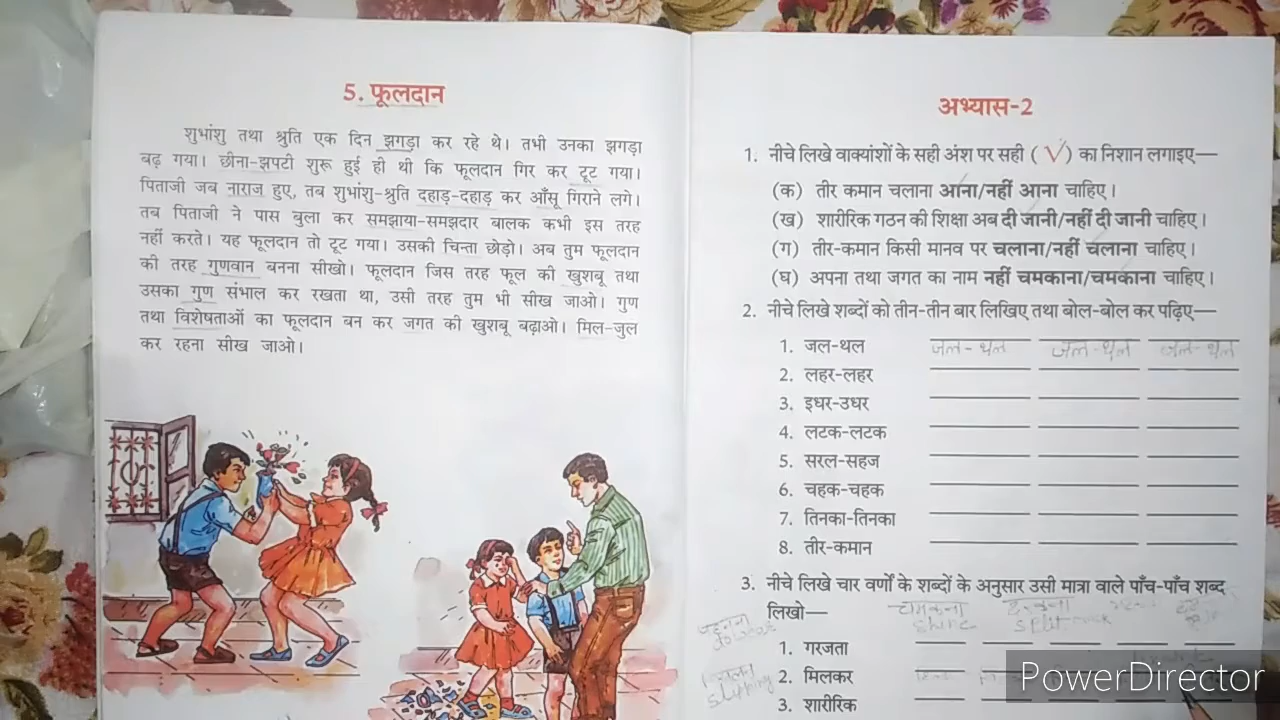 5. फूलदान
शुभांशु तथा श्रुति एक दिन झगड़ा कर रहे थे। तभी उनका झगड़ा
बढ़ गया। छीना-झपटी शुरू हुई ही थी कि फूलदान गिर कर टूट गया।
पिताजी जब नाराज हुए, तब शुभांशु-श्रुति दहाड़-दहाड़ कर आँसू गिराने लगे।
तब पिताजी ने पास बुला कर समझाया-समझदार बालक कभी इस तरह
नहीं करते। यह फूलदान तो टूट गया। उसकी चिन्ता छोड़ो। अब तुम फूलदान
की तरह गुणवान बनना सीखो। फूलदान जिस तरह फूल की खुशबू तथा
उसका गुण संभाल कर रखता था, उसी तरह तुम भी सीख जाओ। गुण
तथा विशेषताओं का फूलदान बन कर जगत की खुशबू बढ़ाओ। मिल-जुल
कर रहना सीख जाओ।
अभ्यास-2
1. नीचे लिखे वाक्यांशों के सही अंश पर सही (√) का निशान लगाइए—
(क) तीर कमान चलाना आना/नहीं आना चाहिए।
(ख) शारीरिक गठन की शिक्षा अब दी जानी/नहीं दी जानी चाहिए।
(ग) तीर-कमान किसी मानव पर चलाना/नहीं चलाना चाहिए।
(घ) अपना तथा जगत का नाम नहीं चमकाना/चमकाना चाहिए।
2. नीचे लिखे शब्दों को तीन-तीन बार लिखिए तथा बोल-बोल कर पढ़िए—
1. जल-थल जल-थल जल-थल जल-थल
2. लहर-लहर
3. इधर-उधर
4. लटक-लटक
5. सरल-सहज
6. चहक-चहक
7. तिनका-तिनका
8. तीर-कमान
3. नीचे लिखे चार वर्णों के शब्दों के अनुसार उसी मात्रा वाले पाँच-पाँच शब्द
लिखो— चमकना
shine split
1. गरजता
2. मिलकर
slipping
3. शारीरिक
PowerDirector